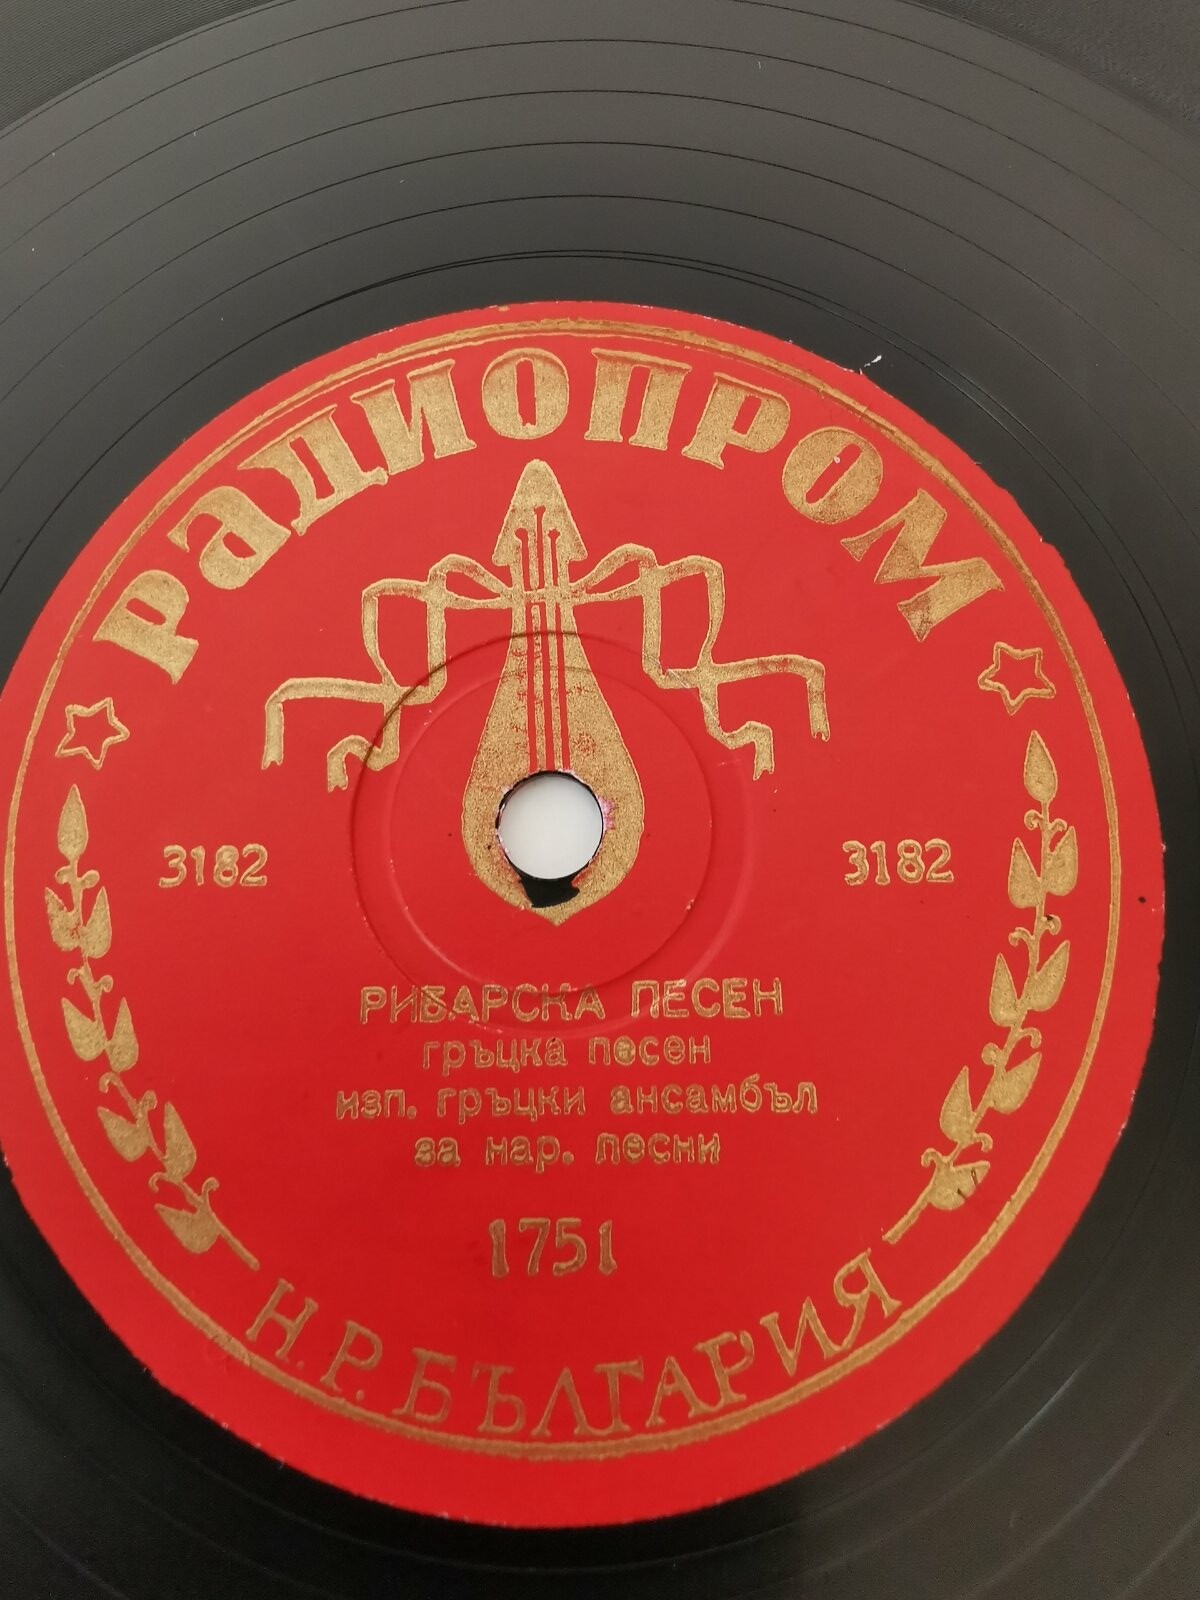 РАДИОПРОМ
3182 3182
РИБАРСКА ПЕСЕН
гръцка песен
изп. гръцки ансамбъл
за нар. песни
1751
Н.Р. БЪЛГАРИЯ